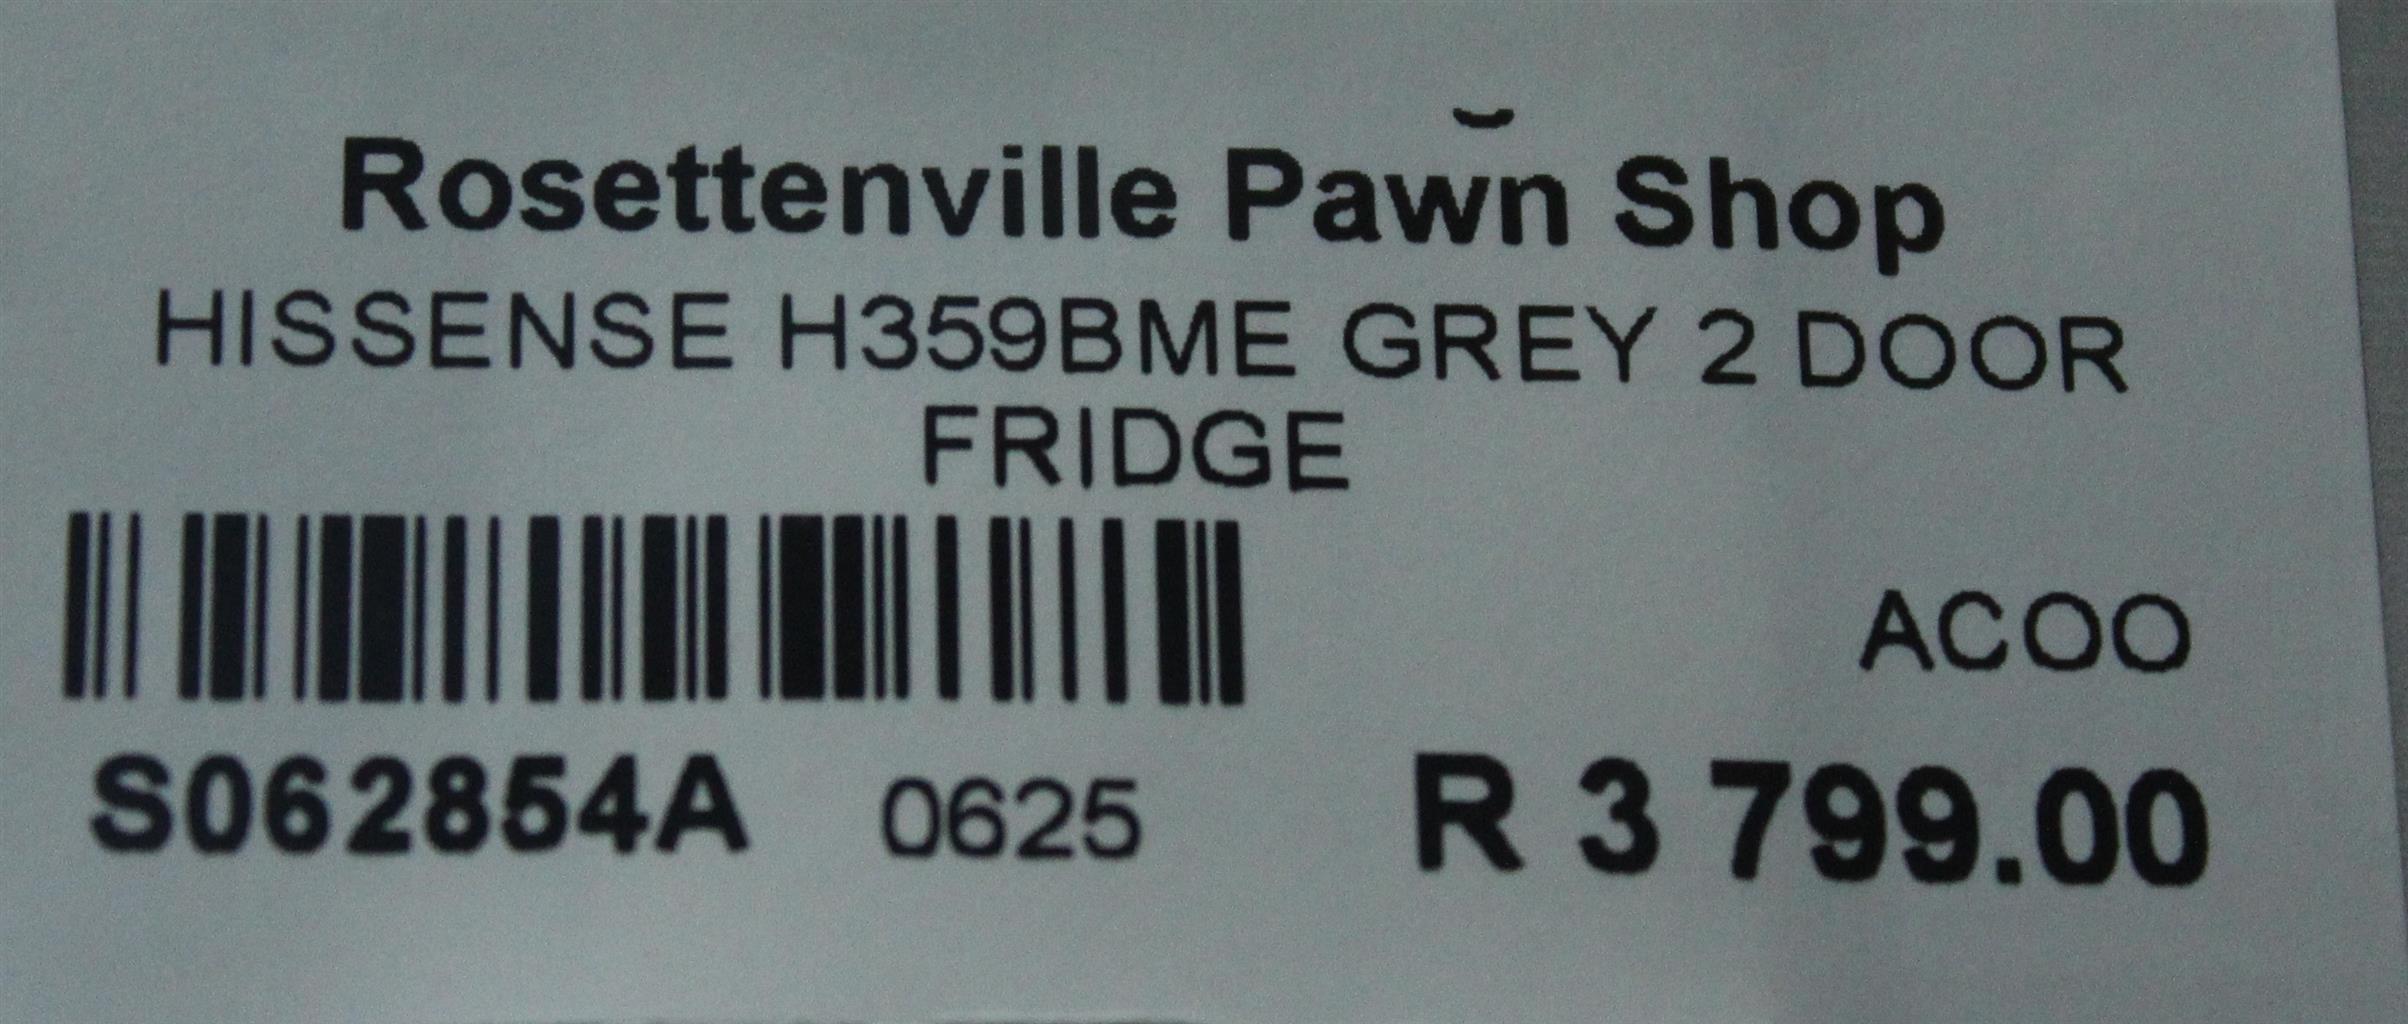 Rosettenville Pawn Shop
HISSENSE H359BME GREY 2 DOOR
FRIDGE
ACOO
S062854A 0625 R 3 799.00